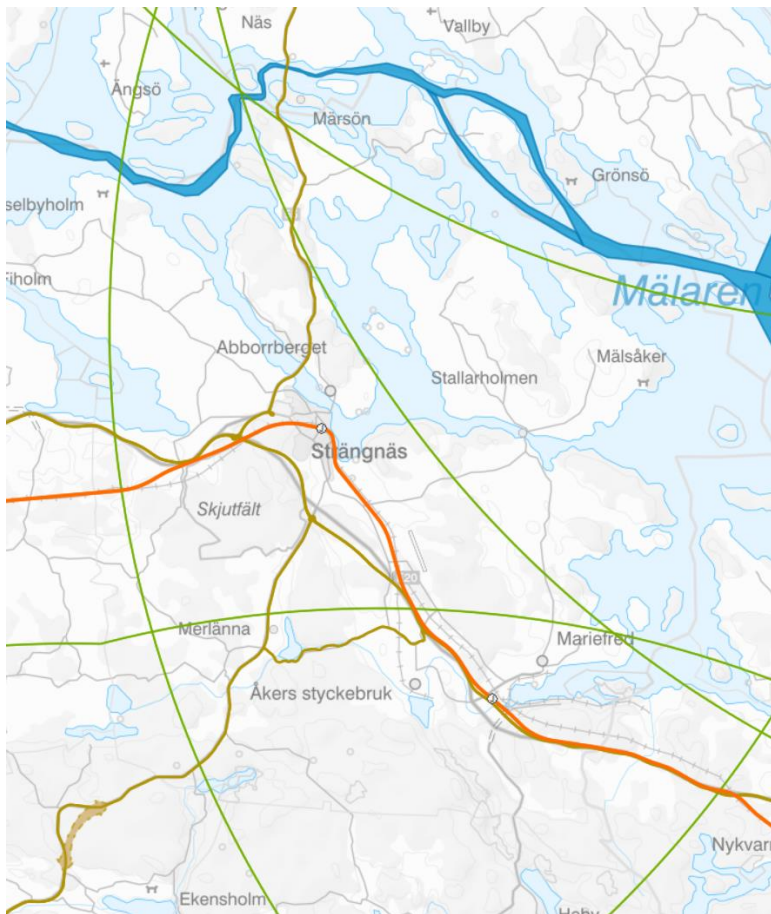 Näs
Vallby
Ängsö
Märsön
Grönsö
selbyholm
Mälaren
Abborrberget
Mälsåker
Stallarholmen
Strängnäs
Skjutfält
20
Merlänna
Mariefred
Åkers styckebruk
Nykvarn
Ekensholm